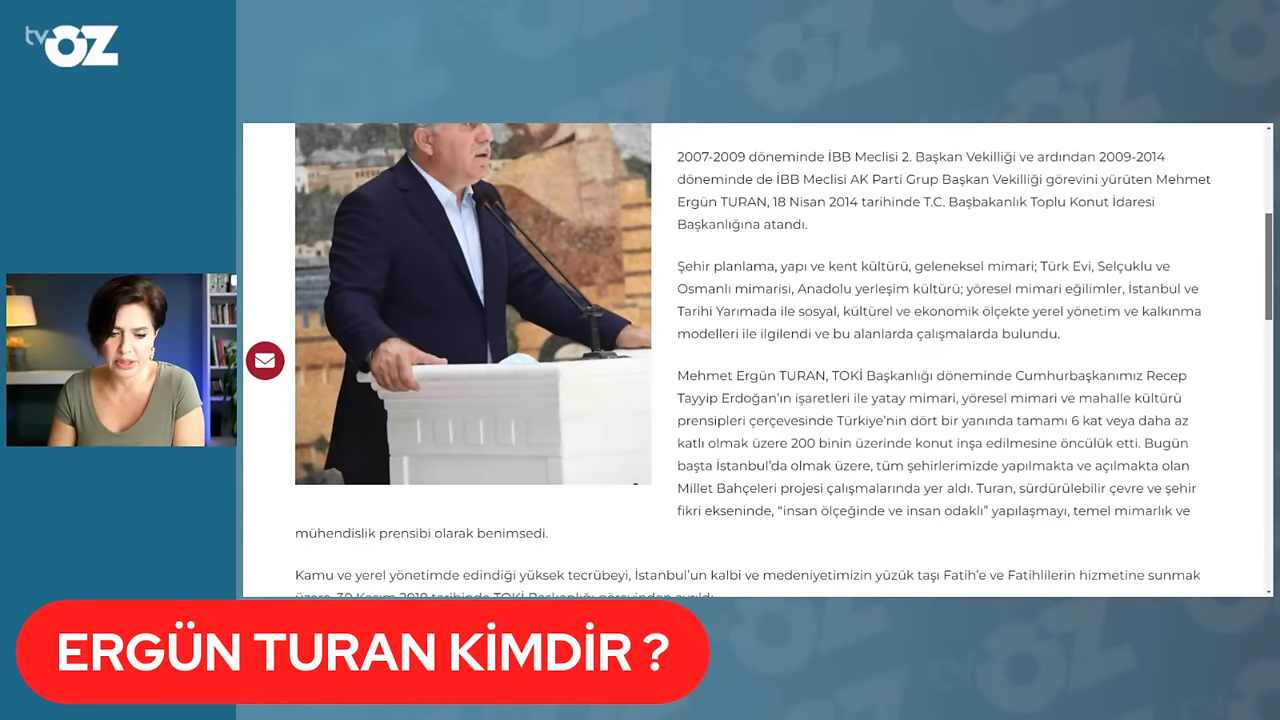 tvÖZ
2007-2009 döneminde İBB Meclisi 2. Başkan Vekilliği ve ardından 2009-2014
döneminde de İBB Meclisi AK Parti Grup Başkan Vekilliği görevini yürüten Mehmet
Ergün TURAN, 18 Nisan 2014 tarihinde T.C. Başbakanlık Toplu Konut İdaresi
Başkanlığına atandı.
Şehir planlama, yapı ve kent kültürü, geleneksel mimari; Türk Evi, Selçuklu ve
Osmanlı mimarisi, Anadolu yerleşim kültürü; yöresel mimari eğilimler, İstanbul ve
Tarihi Yarımada ile sosyal, kültürel ve ekonomik ölçekte yerel yönetim ve kalkınma
modelleri ile ilgilendi ve bu alanlarda çalışmalarda bulundu.
Mehmet Ergün TURAN, TOKİ Başkanlığı döneminde Cumhurbaşkanımız Recep
Tayyip Erdoğan’ın işaretleri ile yatay mimari, yöresel mimari ve mahalle kültürü
prensipleri çerçevesinde Türkiye’nin dört bir yanında tamamı 6 kat veya daha az
katlı olmak üzere 200 binin üzerinde konut inşa edilmesine öncülük etti. Bugün
başta İstanbul’da olmak üzere, tüm şehirlerimizde yapılmakta ve açılmakta olan
Millet Bahçeleri projesi çalışmalarında yer aldı. Turan, sürdürülebilir çevre ve şehir
fikri ekseninde, “insan ölçeğinde ve insan odaklı” yapılaşmayı, temel mimarlık ve
mühendislik prensibi olarak benimsedi.
Kamu ve yerel yönetimde edindiği yüksek tecrübeyi, İstanbul’un kalbi ve medeniyetimizin yüzük taşı Fatih’e ve Fatihlilerin hizmetine sunmak
üzere, 30 Kasım 2018 tarihinde TOKİ Başkanlığı görevinden ayrıldı.
ERGÜN TURAN KİMDİR ?